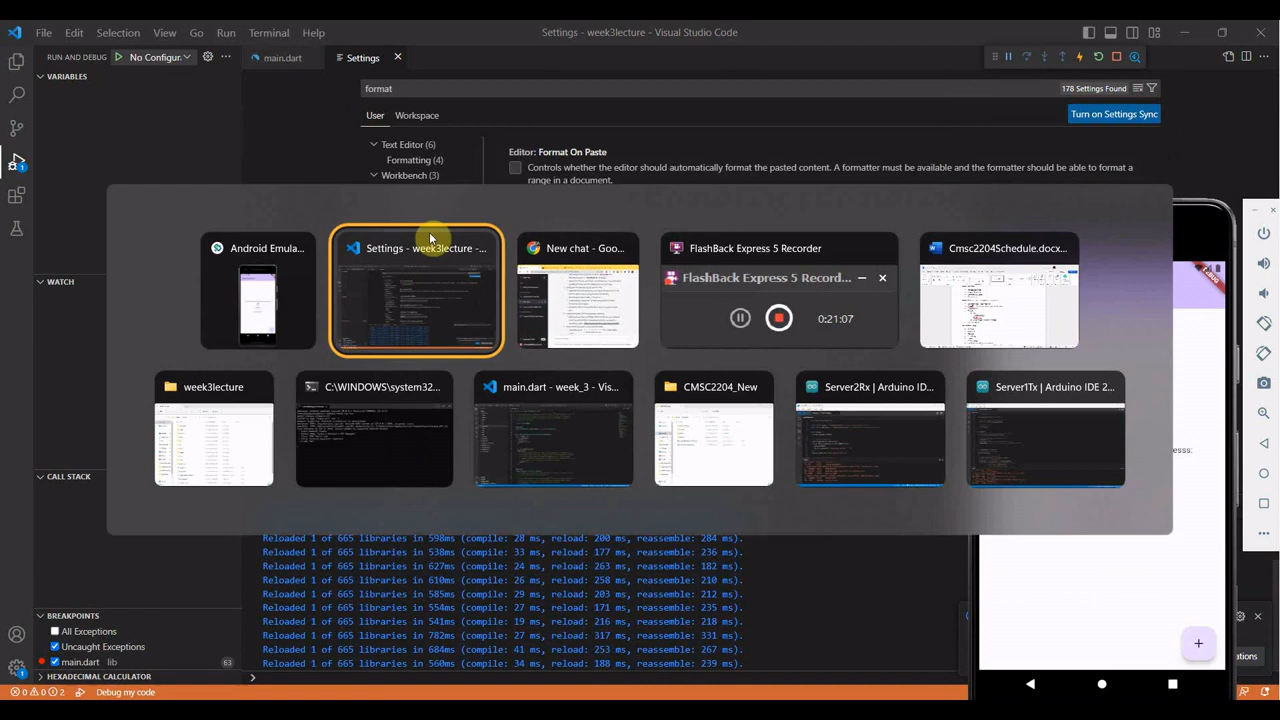 File Edit Selection View Go Run Terminal Help
Settings - week3lecture - Visual Studio Code
RUN AND DEBUG
No Configur
main.dart
Settings
VARIABLES
format
178 Settings Found
User
Workspace
Turn on Settings Sync
Text Editor (6)
Formatting (4)
Workbench (3)
Editor: Format On Paste
Controls whether the editor should automatically format the pasted content. A formatter must be available and the formatter should be able to format a
range in a document.
Android Emula...
Settings - week3lecture -...
New chat - Goo...
FlashBack Express 5 Recorder
Cmsc2204Schedule.docx...
FlashBack Express 5 Record...
0:21:07
WATCH
week3lecture
C:\WINDOWS\system32...
main.dart - week_3 - Vis...
CMSC2204_New
Server2Rx | Arduino ID...
Server1Tx | Arduino IDE 2...
esss:
CALL STACK
Reloaded 1 of 665 libraries in 598ms (compile: 28 ms, reload: 200 ms, reassemble: 284 ms).
Reloaded 1 of 665 libraries in 538ms (compile: 33 ms, reload: 177 ms, reassemble: 236 ms).
Reloaded 1 of 665 libraries in 627ms (compile: 24 ms, reload: 263 ms, reassemble: 182 ms).
Reloaded 1 of 665 libraries in 610ms (compile: 26 ms, reload: 258 ms, reassemble: 210 ms).
Reloaded 1 of 665 libraries in 585ms (compile: 29 ms, reload: 203 ms, reassemble: 212 ms).
Reloaded 1 of 665 libraries in 554ms (compile: 27 ms, reload: 171 ms, reassemble: 235 ms).
Reloaded 1 of 665 libraries in 541ms (compile: 19 ms, reload: 216 ms, reassemble: 218 ms).
Reloaded 1 of 665 libraries in 782ms (compile: 27 ms, reload: 317 ms, reassemble: 331 ms).
Reloaded 1 of 665 libraries in 684ms (compile: 41 ms, reload: 253 ms, reassemble: 267 ms).
Reloaded 1 of 665 libraries in 560ms (compile: 34 ms, reload: 188 ms, reassemble: 239 ms).
BREAKPOINTS
All Exceptions
Uncaught Exceptions
main.dart lib 63
HEXADECIMAL CALCULATOR
ations
0 0 2 Debug my code